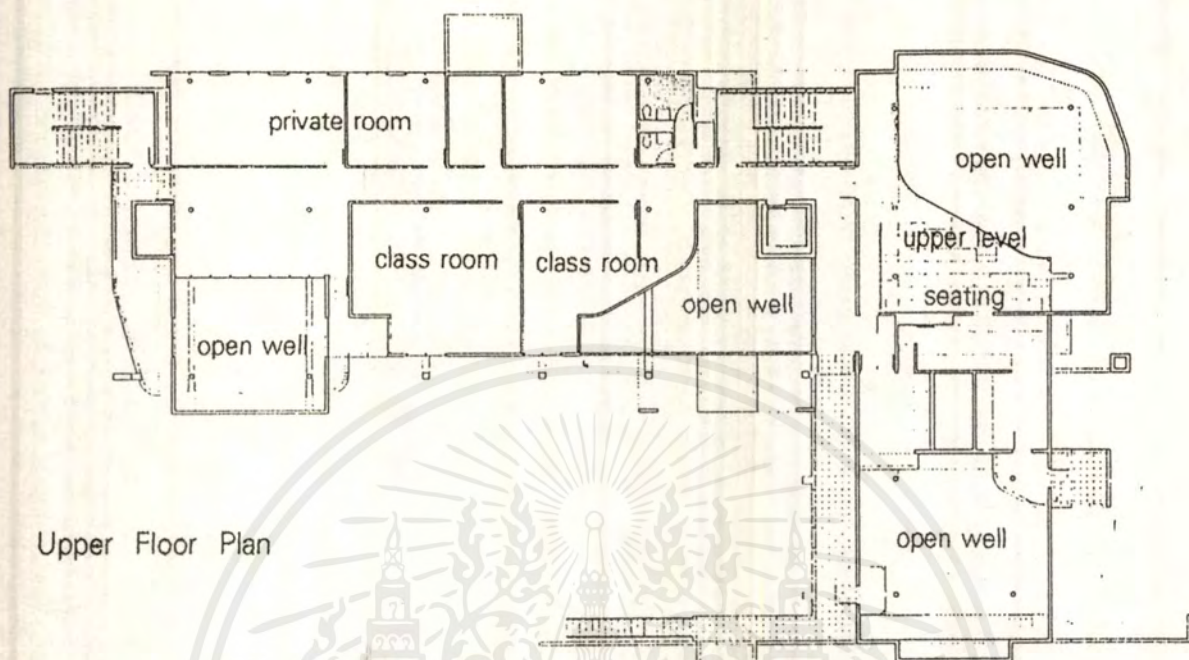 private room
open well
class room
class room
upper level
open well
seating
open well
open well
Upper Floor Plan